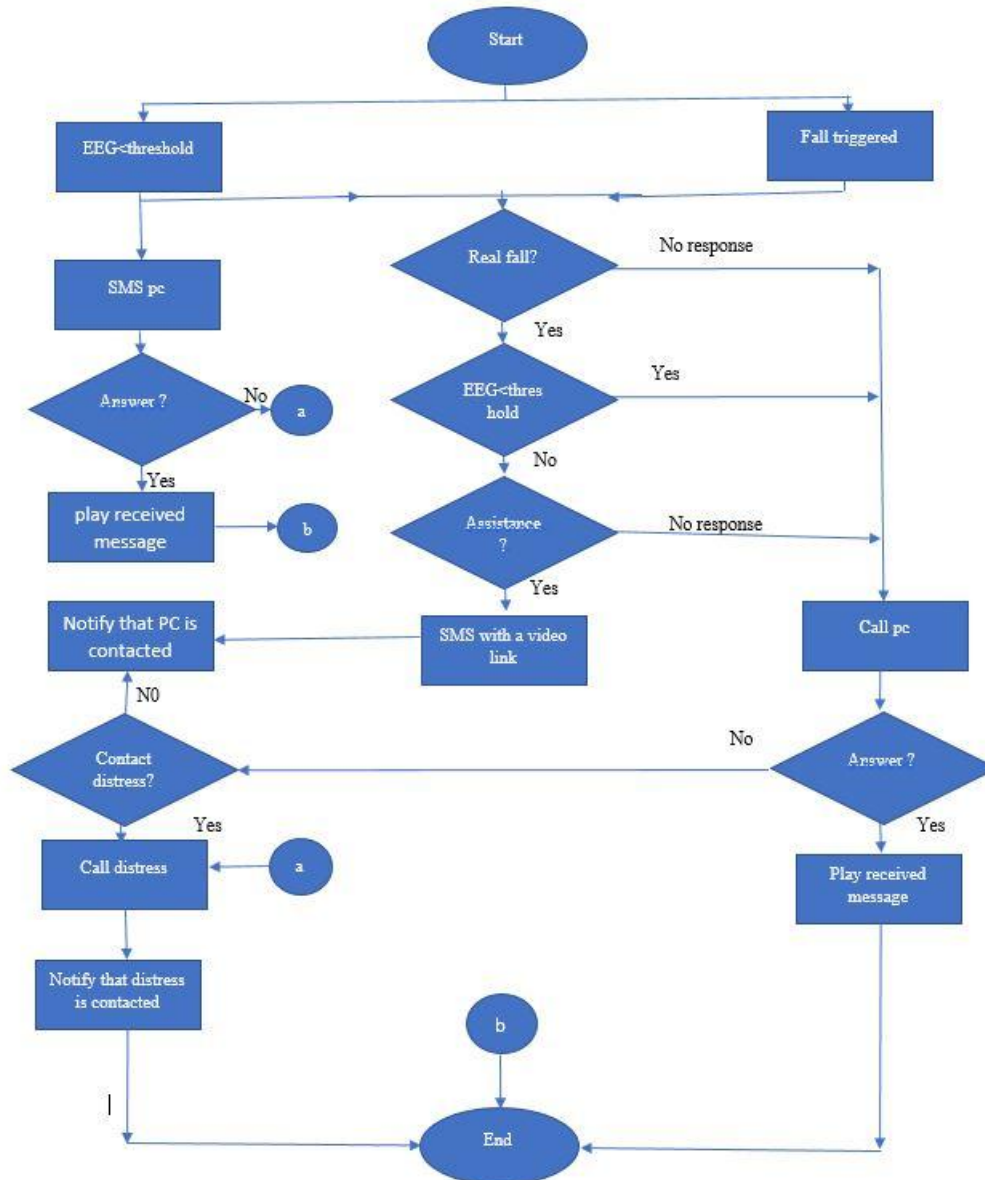 Start
EEG<threshold
Fall triggered
Real fall?
No response
SMS pc
Yes
Answer ?
No
a
EEG<thres
hold
Yes
No
Yes
play received
message
b
Assistance
?
No response
Yes
Notify that PC is
contacted
SMS with a video
link
Call pc
N0
Contact
distress?
No
Answer ?
Yes
Yes
Call distress
a
Play received
message
Notify that distress
is contacted
b
End